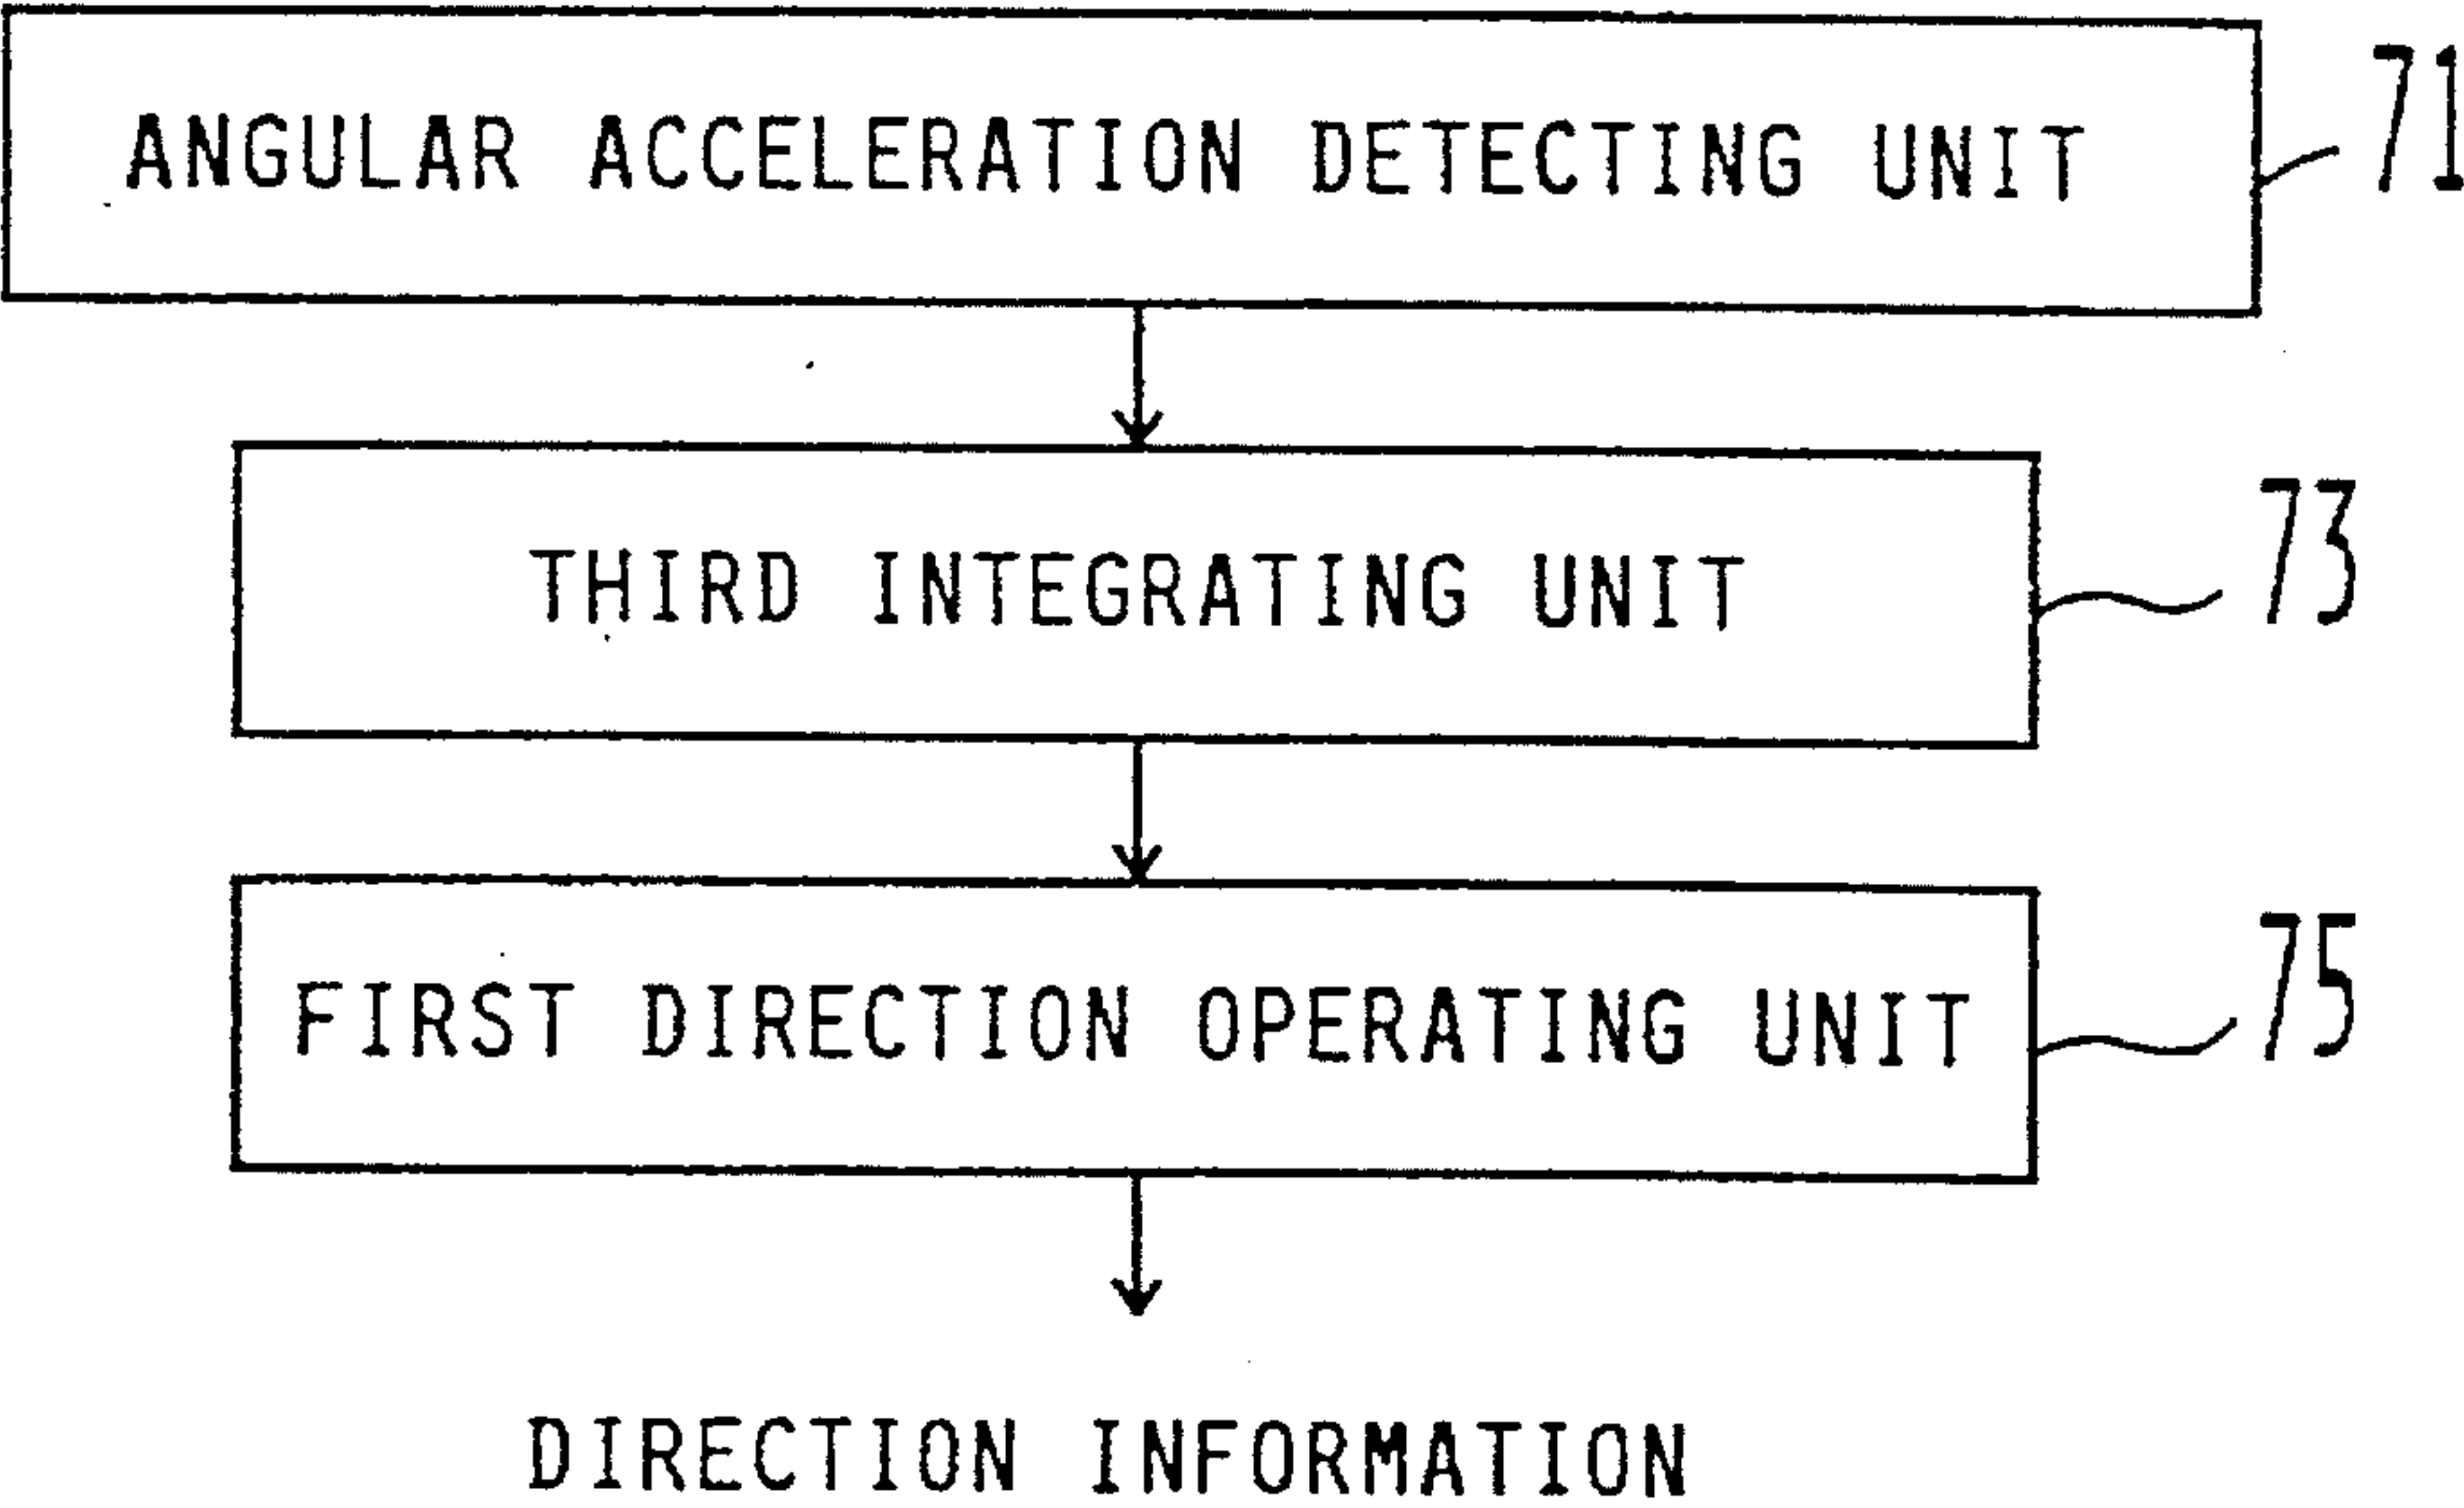 ANGULAR ACCELERATION DETECTING UNIT 71
THIRD INTEGRATING UNIT 73
FIRST DIRECTION OPERATING UNIT 75
DIRECTION INFORMATION